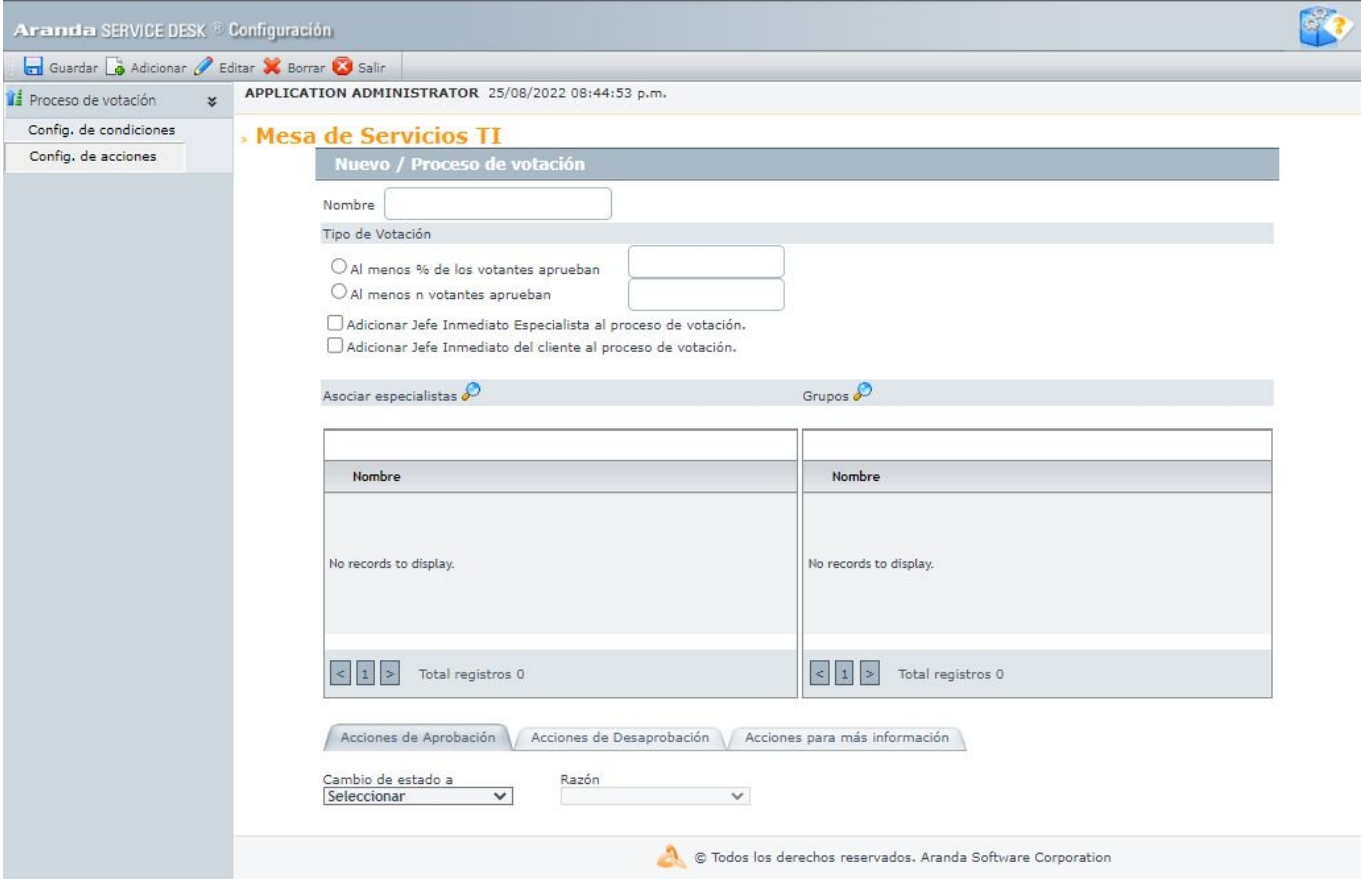 Aranda SERVICE DESK ® Configuración
Guardar Adicionar Editar Borrar Salir
Proceso de votación
APPLICATION ADMINISTRATOR 25/08/2022 08:44:53 p.m.
Config. de condiciones
Config. de acciones
Mesa de Servicios TI
Nuevo / Proceso de votación
Nombre
Tipo de Votación
Al menos % de los votantes aprueban
Al menos n votantes aprueban
Adicionar Jefe Inmediato Especialista al proceso de votación.
Adicionar Jefe Inmediato del cliente al proceso de votación.
Asociar especialistas Grupos
Nombre Nombre
No records to display. No records to display.
< 1 > Total registros 0 < 1 > Total registros 0
Acciones de Aprobación Acciones de Desaprobación Acciones para más información
Cambio de estado a Razón
Seleccionar
© Todos los derechos reservados. Aranda Software Corporation